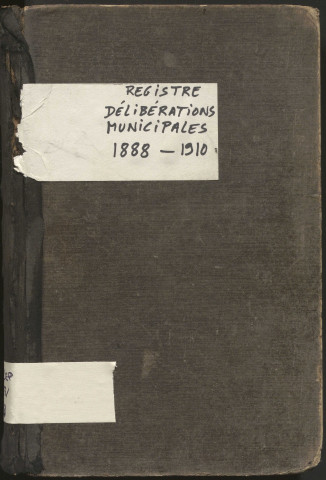 REGISTRE
DÉLIBÉRATIONS
MUNICIPALES
1888 – 1910